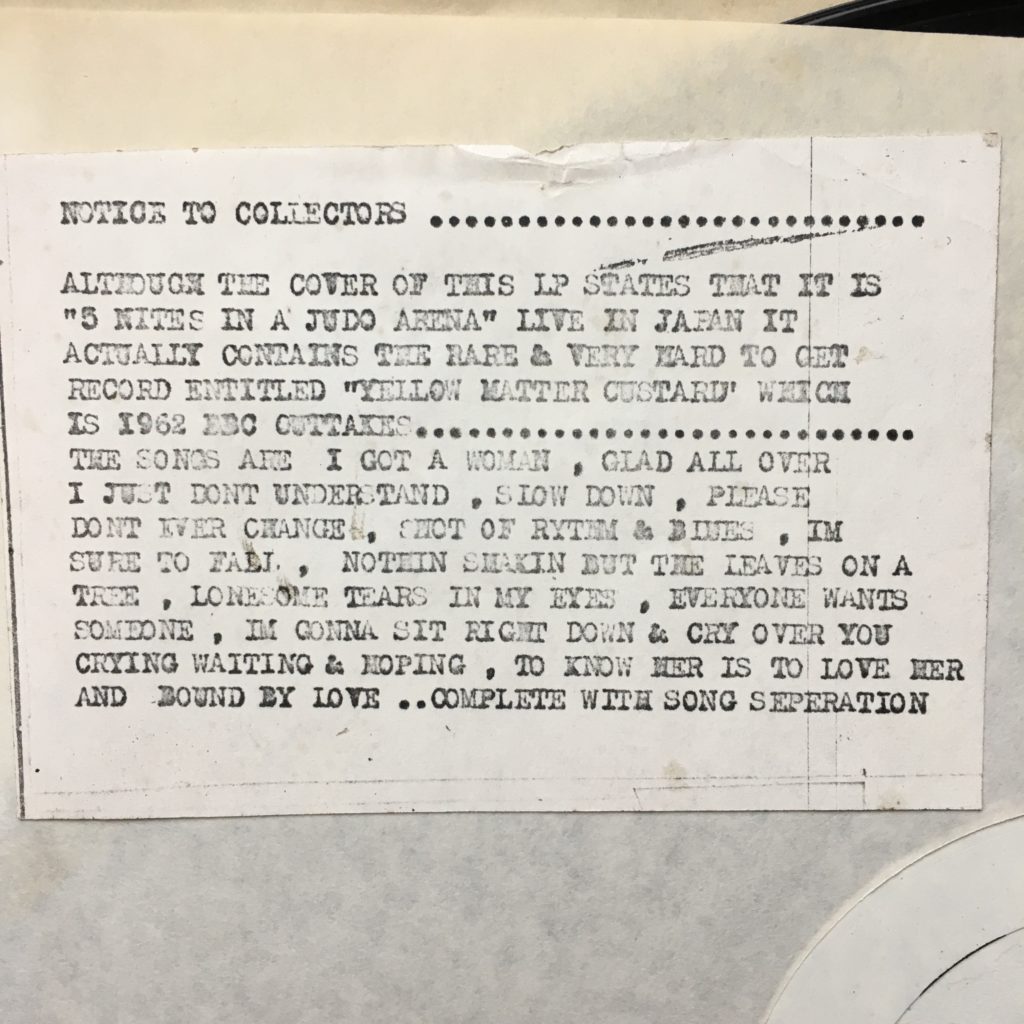 NOTICE TO COLLECTORS ..............................
ALTHOUGH THE COVER OF THIS LP STATES THAT IT IS
"5 NITES IN A JUDO ARENA" LIVE IN JAPAN IT
ACTUALLY CONTAINS THE RARE & VERY HARD TO GET
RECORD ENTITLED "YELLOW MATTER CUSTARD" WHICH
IS 1962 BBC OUTTAKES..............................
THE SONGS ARE I GOT A WOMAN , GLAD ALL OVER
I JUST DONT UNDERSTAND , SLOW DOWN , PLEASE
DONT EVER CHANGE , SHOT OF RYTHM & BLUES , IM
SURE TO FALL , NOTHIN SHAKIN BUT THE LEAVES ON A
TREE , LONESOME TEARS IN MY EYES , EVERYONE WANTS
SOMEONE , IM GONNA SIT RIGHT DOWN & CRY OVER YOU
CRYING WAITING & HOPING , TO KNOW HER IS TO LOVE HER
AND BOUND BY LOVE ..COMPLETE WITH SONG SEPERATION